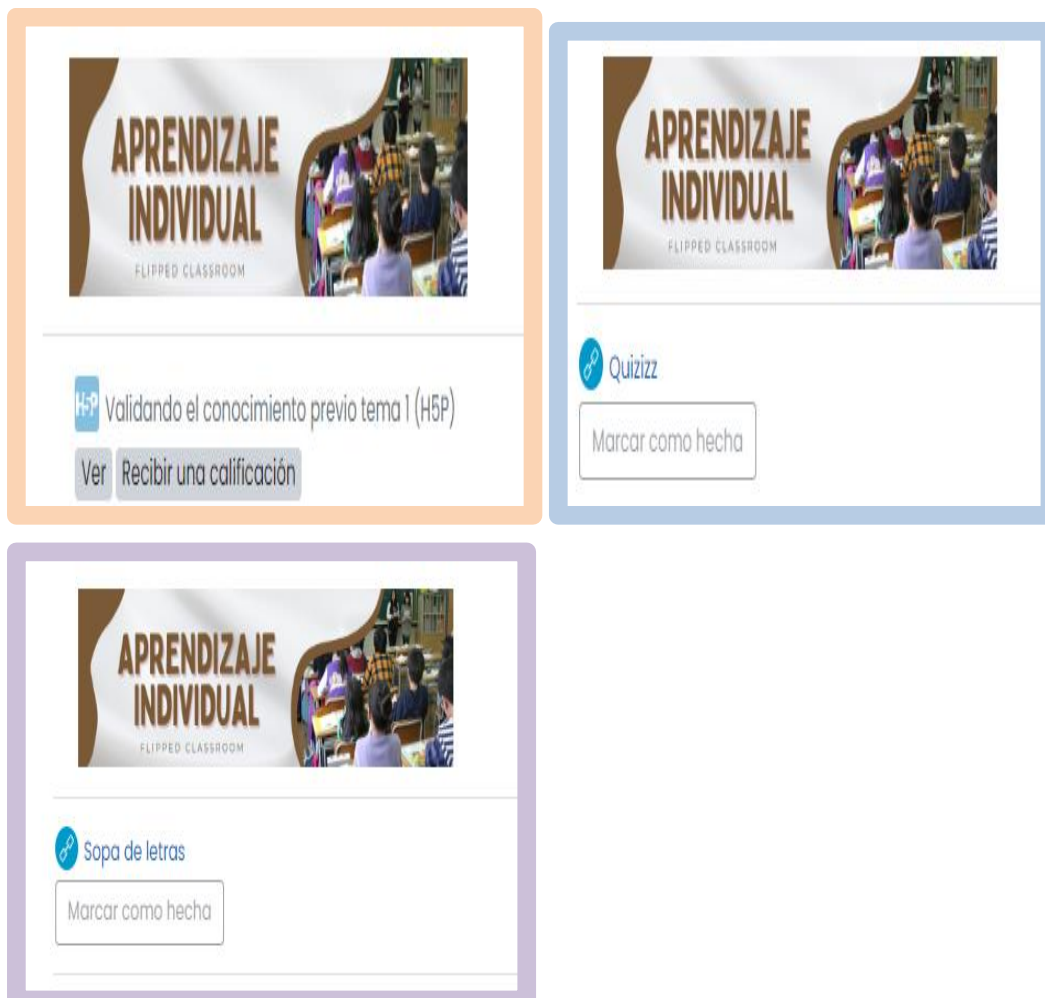 APRENDIZAJE
INDIVIDUAL
FLIPPED CLASSROOM
H5P Validando el conocimiento previo tema 1 (H5P)
Ver Recibir una calificación
APRENDIZAJE
INDIVIDUAL
FLIPPED CLASSROOM
Quizizz
Marcar como hecha
APRENDIZAJE
INDIVIDUAL
FLIPPED CLASSROOM
Sopa de letras
Marcar como hecha